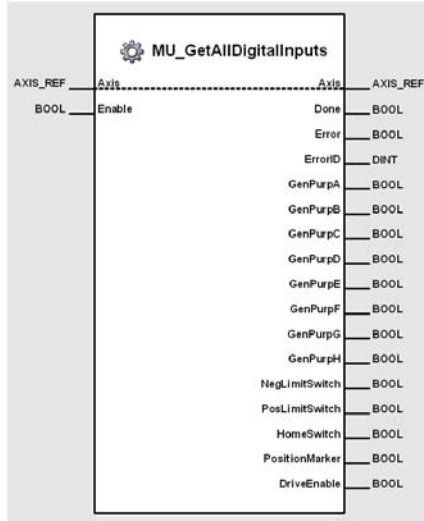 MU_GetAllDigitalInputs
AXIS_REF Axis Axis AXIS_REF
BOOL Enable Done BOOL
Error BOOL
ErrorID DINT
GenPurpA BOOL
GenPurpB BOOL
GenPurpC BOOL
GenPurpD BOOL
GenPurpE BOOL
GenPurpF BOOL
GenPurpG BOOL
GenPurpH BOOL
NegLimitSwitch BOOL
PosLimitSwitch BOOL
HomeSwitch BOOL
PositionMarker BOOL
DriveEnable BOOL